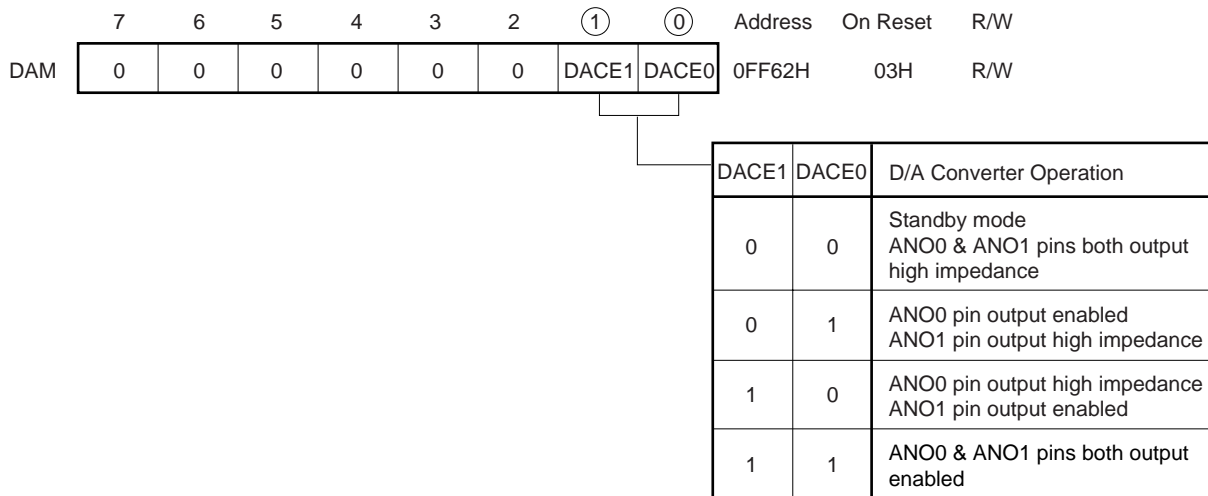 7 6 5 4 3 2 1 0 Address On Reset R/W
DAM 0 0 0 0 0 0 DACE1 DACE0 0FF62H 03H R/W
DACE1 DACE0 D/A Converter Operation
0 0 Standby mode
ANO0 & ANO1 pins both output
high impedance
0 1 ANO0 pin output enabled
ANO1 pin output high impedance
1 0 ANO0 pin output high impedance
ANO1 pin output enabled
1 1 ANO0 & ANO1 pins both output
enabled